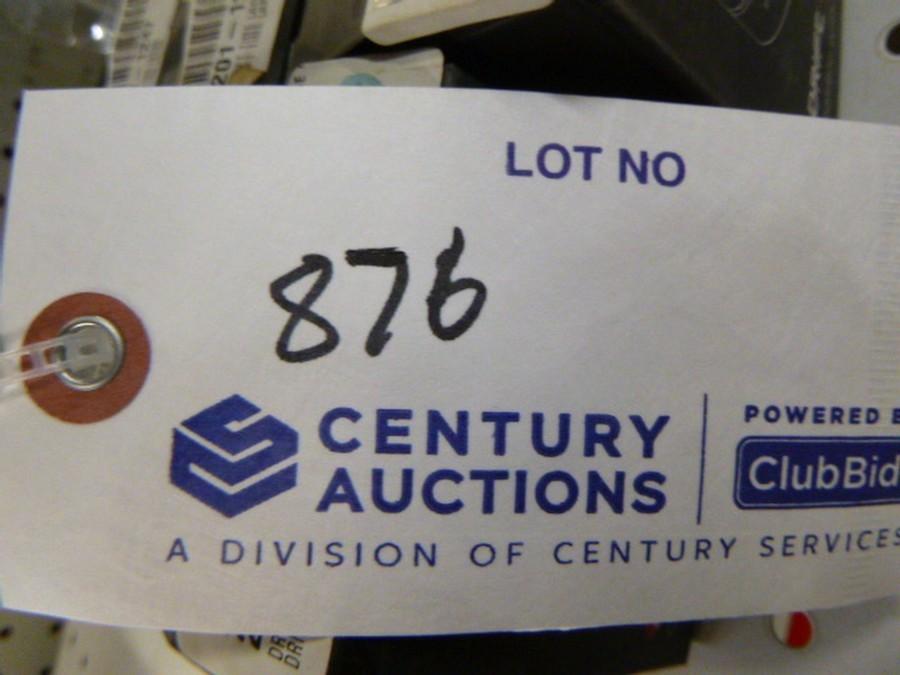 LOT NO
876
CENTURY
AUCTIONS
POWERED
ClubBid
A DIVISION OF CENTURY SERVICES